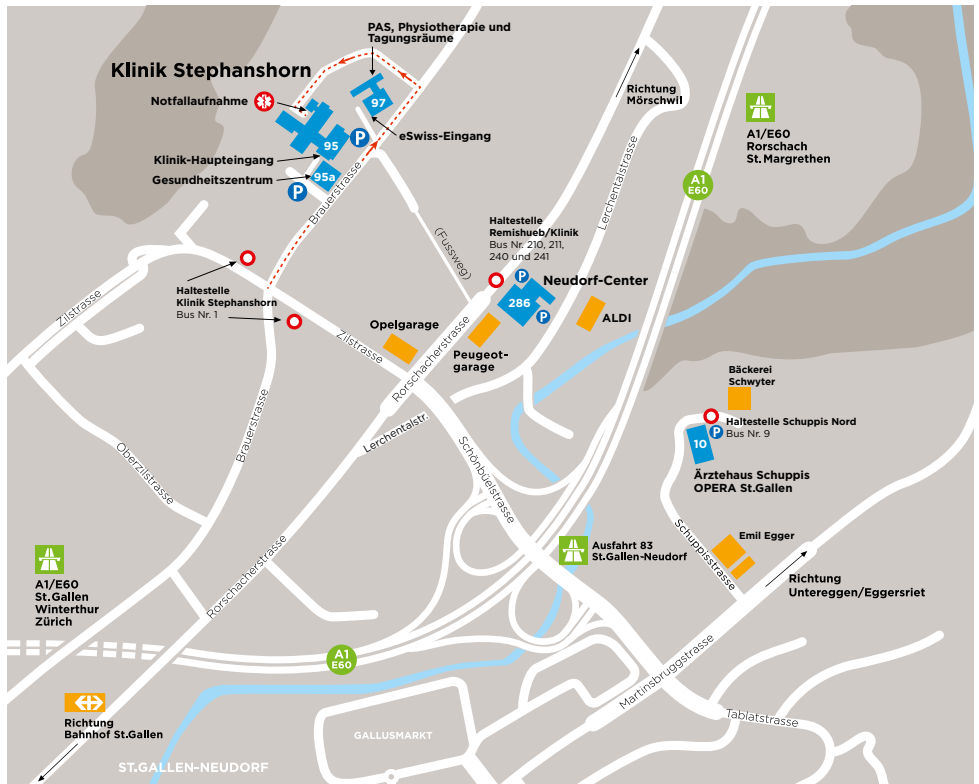 PAS, Physiotherapie und
Tagungsräume
Klinik Stephanshorn
Notfallaufnahme
97
eSwiss-Eingang
P
95
Klinik-Haupteingang
Gesundheitszentrum
95a
P
Brauerstrasse
Richtung
Mörschwil
Lerchentalstrasse
A1/E60
Rorschach
St. Margrethen
A1
E60
(Fussweg)
Haltestelle
Remishueb/Klinik
Bus Nr. 210, 211,
240 und 241
P
Neudorf-Center
286
P
ALDI
Haltestelle
Klinik Stephanshorn
Bus Nr. 1
Zilstrasse
Zilstrasse
Opelgarage
Rorschacherstrasse
Peugeot-
garage
Bäckerei
Schwyter
Haltestelle Schuppis Nord
Bus Nr. 9
P
10
Ärztehaus Schuppis
OPERA St.Gallen
Lerchentalstr.
Brauerstrasse
Oberzilstrasse
Schönbüelstrasse
Schuppisstrasse
Emil Egger
Ausfahrt 83
St.Gallen-Neudorf
Richtung
Untereggen/Eggersriet
A1/E60
St.Gallen
Winterthur
Zürich
Rorschacherstrasse
A1
E60
Martinsbruggstrasse
Tablatstrasse
Richtung
Bahnhof St.Gallen
GALLUSMARKT
ST.GALLEN-NEUDORF